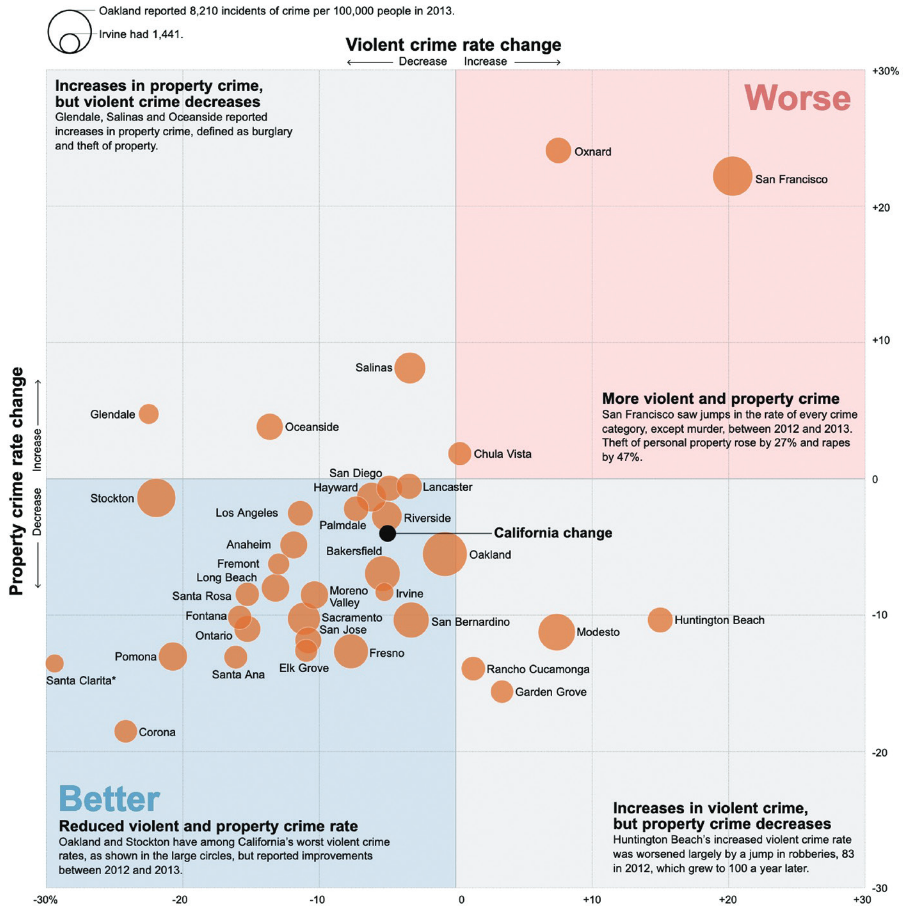 Oakland reported 8,210 incidents of crime per 100,000 people in 2013.
Irvine had 1,441.
Violent crime rate change
Decrease Increase
+30%
Increases in property crime,
but violent crime decreases
Glendale, Salinas and Oceanside reported
increases in property crime, defined as burglary
and theft of property.
Worse
Oxnard
San Francisco
+20
+10
Salinas
Property crime rate change
Increase
Decrease
More violent and property crime
San Francisco saw jumps in the rate of every crime
category, except murder, between 2012 and 2013.
Theft of personal property rose by 27% and rapes
by 47%.
Glendale
Oceanside
Chula Vista
San Diego
0
Hayward
Lancaster
Stockton
Los Angeles
Palmdale
Riverside
California change
Anaheim
Bakersfield
Oakland
Fremont
Long Beach
Santa Rosa
Moreno
Valley
Irvine
Fontana
Sacramento
San Bernardino
Huntington Beach
-10
Ontario
San Jose
Modesto
Pomona
Fresno
Elk Grove
Santa Ana
Rancho Cucamonga
Santa Clarita*
Garden Grove
Corona
-20
Better
Reduced violent and property crime rate
Oakland and Stockton have among California's worst violent crime
rates, as shown in the large circles, but reported improvements
between 2012 and 2013.
Increases in violent crime,
but property crime decreases
Huntington Beach's increased violent crime rate
was worsened largely by a jump in robberies, 83
in 2012, which grew to 100 a year later.
-30
-30% -20 -10 0 +10 +20 +30